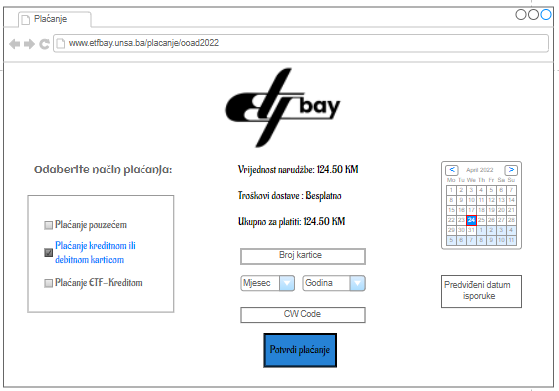 Plaćanje
www.etfbay.unsa.ba/placanje/ooad2022
etf bay
Odaberite način plaćanja:
Plaćanje pouzećem
Plaćanje kreditnom ili
debitnom karticom
Plaćanje ETF-Kreditom
Vrijednost narudžbe: 124.50 KM
Troškovi dostave : Besplatno
Ukupno za platiti: 124.50 KM
Broj kartice
Mjesec
Godina
CW Code
Potvrdi plaćanje
< April 2022 >
Mo Tu We Th Fr Sa Su
1 2 3 4 5 6 7
8 9 10 11 12 13 14
15 16 17 18 19 20 21
22 23 24 25 26 27 28
29 30 31 1 2 3 4
5 6 7 8 9 10 11
Predviđeni datum
isporuke